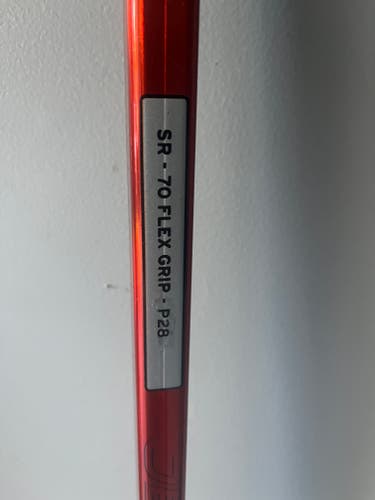 SR - 70 FLEX GRIP - P28